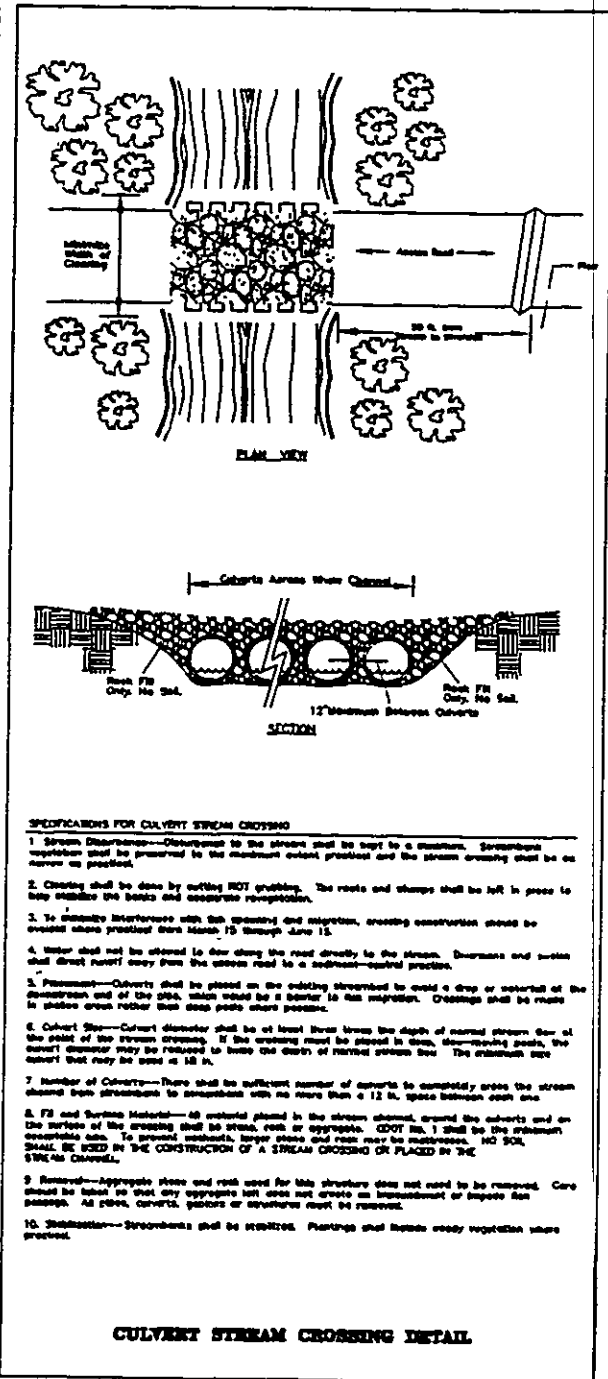 Minimize
Width of
Clearing
Access Road
50 ft. from
PLAN VIEW
Culverts Across Whole Channel
Rock Fill
Only. No Soil.
Rock Fill
Only. No Soil.
12" Maximum Between Culverts
SECTION
SPECIFICATIONS FOR CULVERT STREAM CROSSING
1 Stream Disturbance---Disturbance to the stream shall be kept to a minimum. Streambank
vegetation shall be preserved to the maximum extent practical and the stream crossing shall be as
narrow as practical.
2. Clearing shall be done by cutting NOT grubbing. The roots and stumps shall be left in place to
help stabilize the banks and accelerate revegetation.
3. To minimize interference with fish spawning and migration, crossing construction should be
avoided where practical from March 15 through June 15.
4. Water shall not be allowed to flow along the road directly to the stream. Diversions and swales
shall direct runoff away from the access road to a sediment-control practice.
5. Placement---Culverts shall be placed on the existing streambed to avoid a drop or waterfall at the
downstream end of the pipe, which would be a barrier to fish migration. Crossings shall be made
in shallow areas rather than deep pools where possible.
6. Culvert Size---Culvert diameter shall be at least three times the depth of normal stream flow at
the point of the stream crossing. If the crossing must be placed in deep, slow-moving pools, the
culvert diameter may be reduced to twice the depth of normal stream flow. The minimum size
culvert that may be used is 18 in.
7 Number of Culverts---There shall be sufficient number of culverts to completely cross the stream
channel from streambank to streambank with no more than a 12 in. space between each one
8. Fill and Surface Material---All material placed in the stream channel, around the culverts and on
the surface of the crossing shall be stone, rock or aggregate. ODOT No. 1 shall be the minimum
acceptable size. To prevent washouts, larger stone and rock may be mattresses. NO SOIL
SHALL BE USED IN THE CONSTRUCTION OF A STREAM CROSSING OR PLACED IN THE
STREAM CHANNEL.
9 Removal---Aggregate stone and rock used for this structure does not need to be removed. Care
should be taken so that any aggregate left does not create an impoundment or impede fish
passage. All pipes, culverts, gabions or structures must be removed.
10. Stabilization---Streambanks shall be stabilized. Plantings shall include woody vegetation where
practical.
CULVERT STREAM CROSSING DETAIL